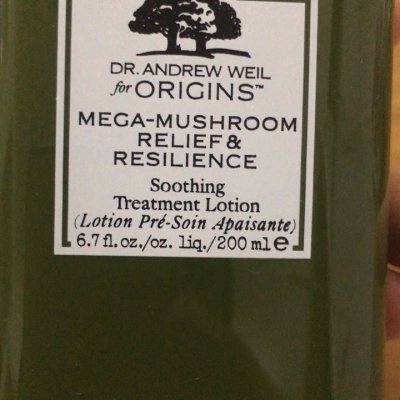 DR. ANDREW WEIL
for ORIGINS™
MEGA-MUSHROOM
RELIEF &
RESILIENCE
Soothing
Treatment Lotion
(Lotion Pré-Soin Apaisante)
6.7 fl. oz./oz. liq./200 ml e